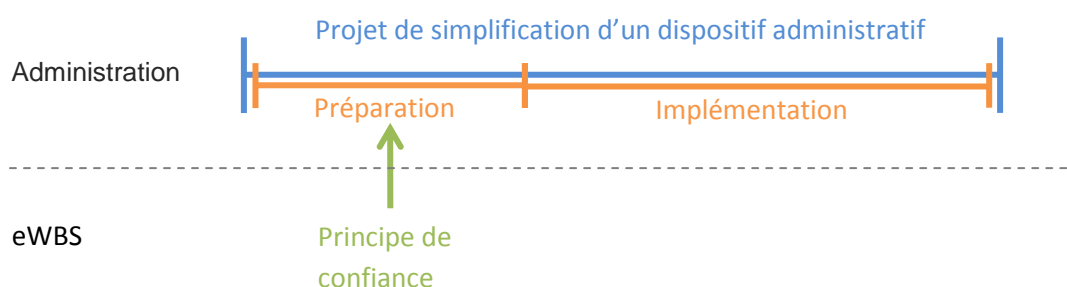 Projet de simplification d’un dispositif administratif
Administration
Préparation
Implémentation
eWBS
Principe de
confiance